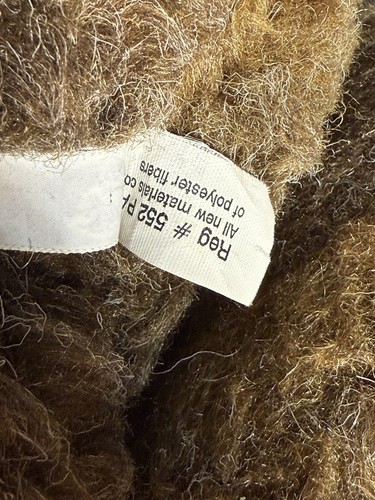 Reg # 552 P
All new materials co
of polyester fibers